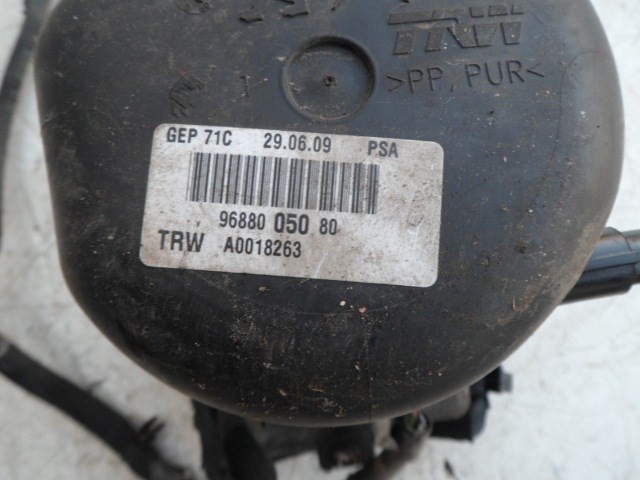 TRW
>PP, PUR<
GEP 71C 29.06.09 PSA
96880 050 80
TRW A0018263